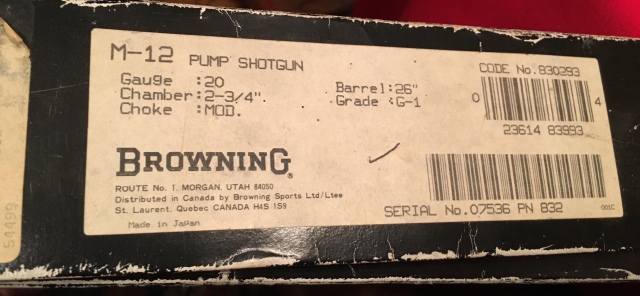 M-12 PUMP SHOTGUN
Gauge :20
Chamber:2-3/4".
Choke :MOD.
Barrel:26"
Grade :G-1
CODE No.830293
0 4
23614 83993
BROWNING
ROUTE No. 1. MORGAN, UTAH 84050
Distributed in Canada by Browning Sports Ltd/Ltee
St. Laurent, Quebec CANADA H4S 1S9
Made in Japan
SERIAL No.07536 PN 832
001C
54499